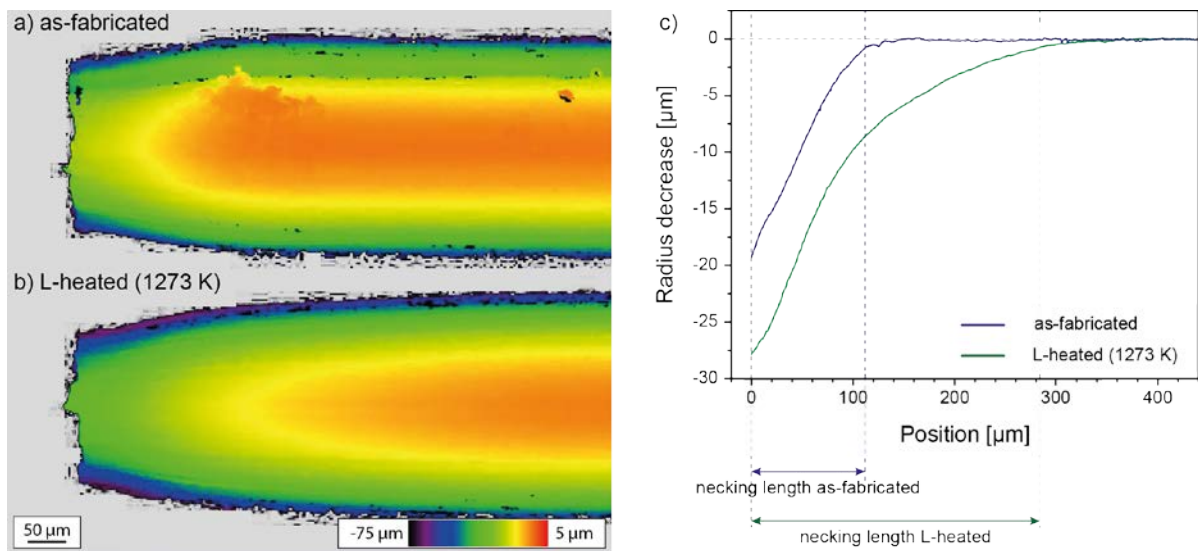 a) as-fabricated
b) L-heated (1273 K)
50 µm
-75 µm
5 µm
c)
0
-5
-10
-15
-20
-25
-30
Radius decrease [µm]
as-fabricated
L-heated (1273 K)
0
100
200
300
400
Position [µm]
necking length as-fabricated
necking length L-heated